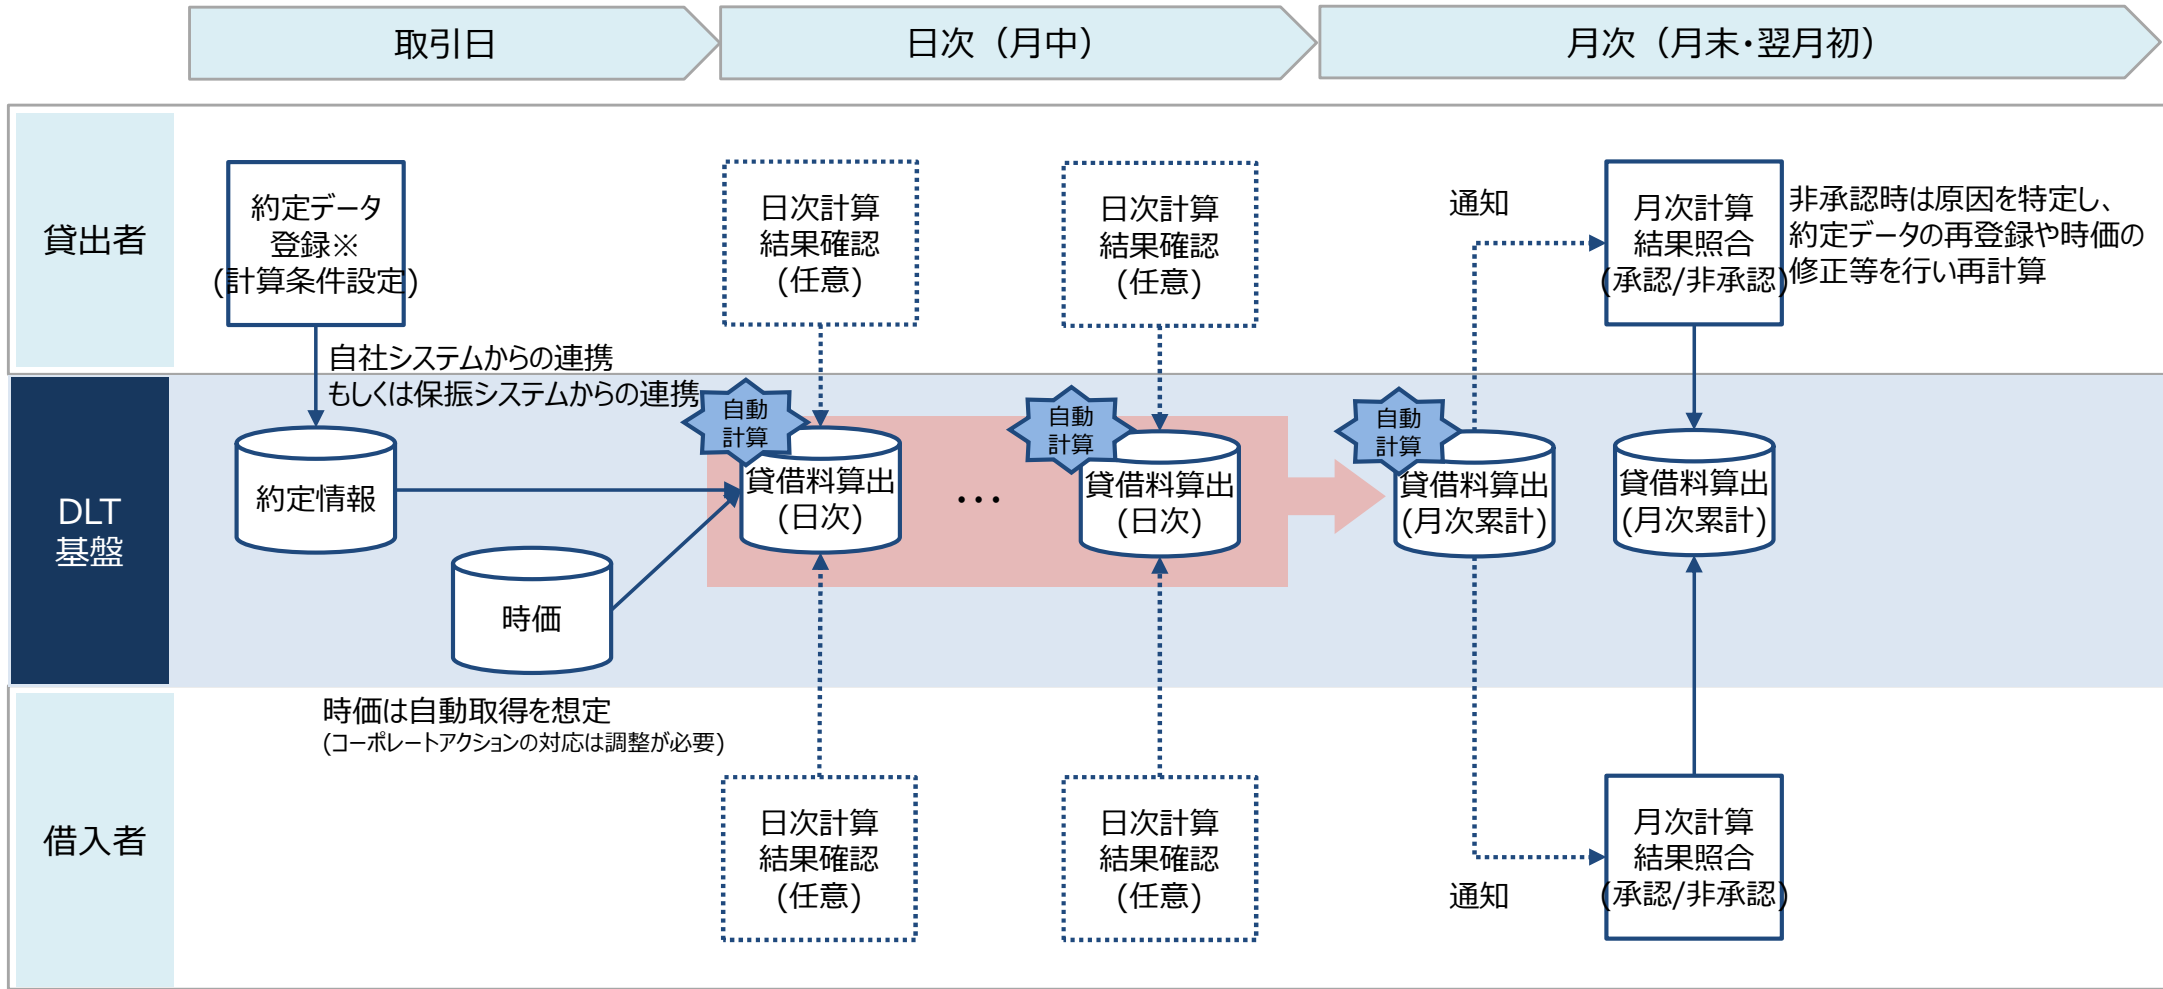 取引日
日次（月中）
月次（月末・翌月初）
貸出者
約定データ
登録※
(計算条件設定)
日次計算
結果確認
(任意)
日次計算
結果確認
(任意)
通知
月次計算
結果照合
(承認/非承認)
非承認時は原因を特定し、
約定データの再登録や時価の
修正等を行い再計算
自社システムからの連携
もしくは保振システムからの連携
DLT
基盤
約定情報
時価
自動
計算
貸借料算出
(日次)
…
自動
計算
貸借料算出
(日次)
自動
計算
貸借料算出
(月次累計)
貸借料算出
(月次累計)
時価は自動取得を想定
(コーポレートアクションの対応は調整が必要)
借入者
日次計算
結果確認
(任意)
日次計算
結果確認
(任意)
通知
月次計算
結果照合
(承認/非承認)